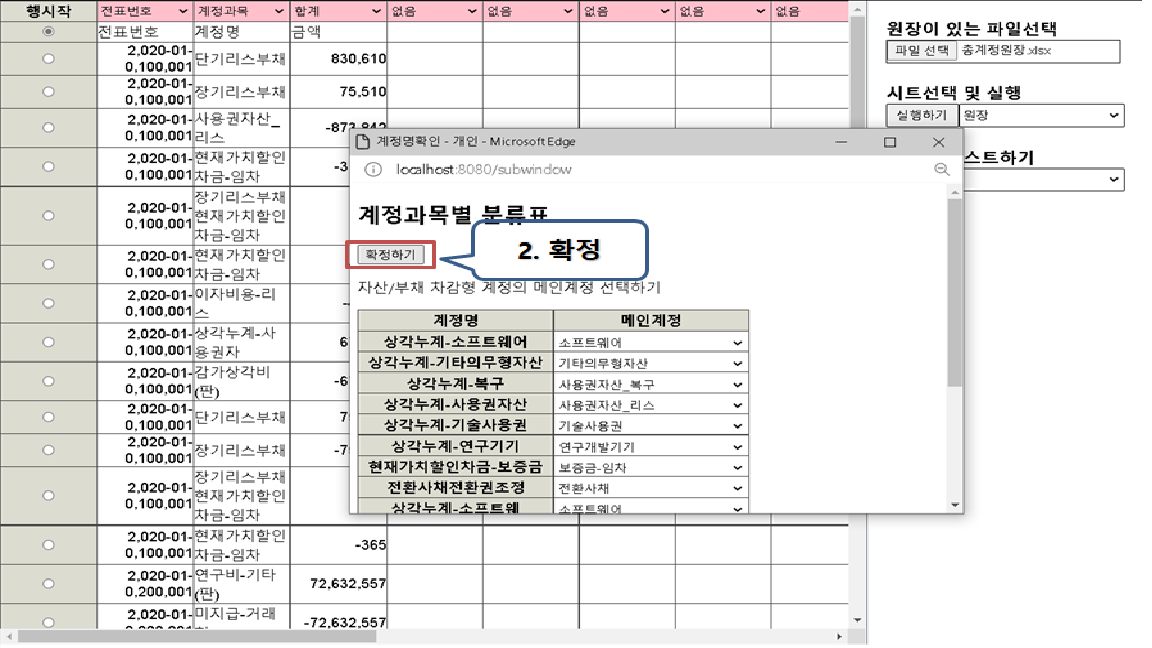 행시작 전표번호 계정과목 합계 없음 없음 없음 없음 없음
전표번호 계정명 금액
2,020-01-
0,100,001 단기리스부채 830,610
2,020-01-
0,100,001 장기리스부채 75,510
2,020-01-
0,100,001 사용권자산_
리스 -873,842
2,020-01-
0,100,001 현재가치할인
차금-임차 -3
2,020-01-
0,100,001 장기리스부채
현재가치할인
차금-임차
2,020-01-
0,100,001 현재가치할인
차금-임차
2,020-01-
0,100,001 이자비용-리
스 -
2,020-01-
0,100,001 상각누계-사
용권자 6
2,020-01-
0,100,001 감가상각비
(판) -6
2,020-01-
0,100,001 단기리스부채 7
2,020-01-
0,100,001 장기리스부채 -7
2,020-01-
0,100,001 장기리스부채
현재가치할인
차금-임차
2,020-01-
0,100,001 현재가치할인
차금-임차 -365
2,020-01-
0,200,001 연구비-기타
(판) 72,632,557
2,020-01-
미지급-거래
-72,632,557
원장이 있는 파일선택
파일 선택 총계정원장.xlsx
시트선택 및 실행
실행하기 원장
스트하기
계정명확인 - 개인 - Microsoft Edge
localhost:8080/subwindow
계정과목별 분류표
확정하기
2. 확정
자산/부채 차감형 계정의 메인계정 선택하기
계정명 메인계정
상각누계-소프트웨어 소프트웨어
상각누계-기타의무형자산 기타의무형자산
상각누계-복구 사용권자산_복구
상각누계-사용권자산 사용권자산_리스
상각누계-기술사용권 기술사용권
상각누계-연구기기 연구개발기기
현재가치할인차금-보증금 보증금-임차
전환사채전환권조정 전환사채
상각누계-소프트웨 소프트웨어